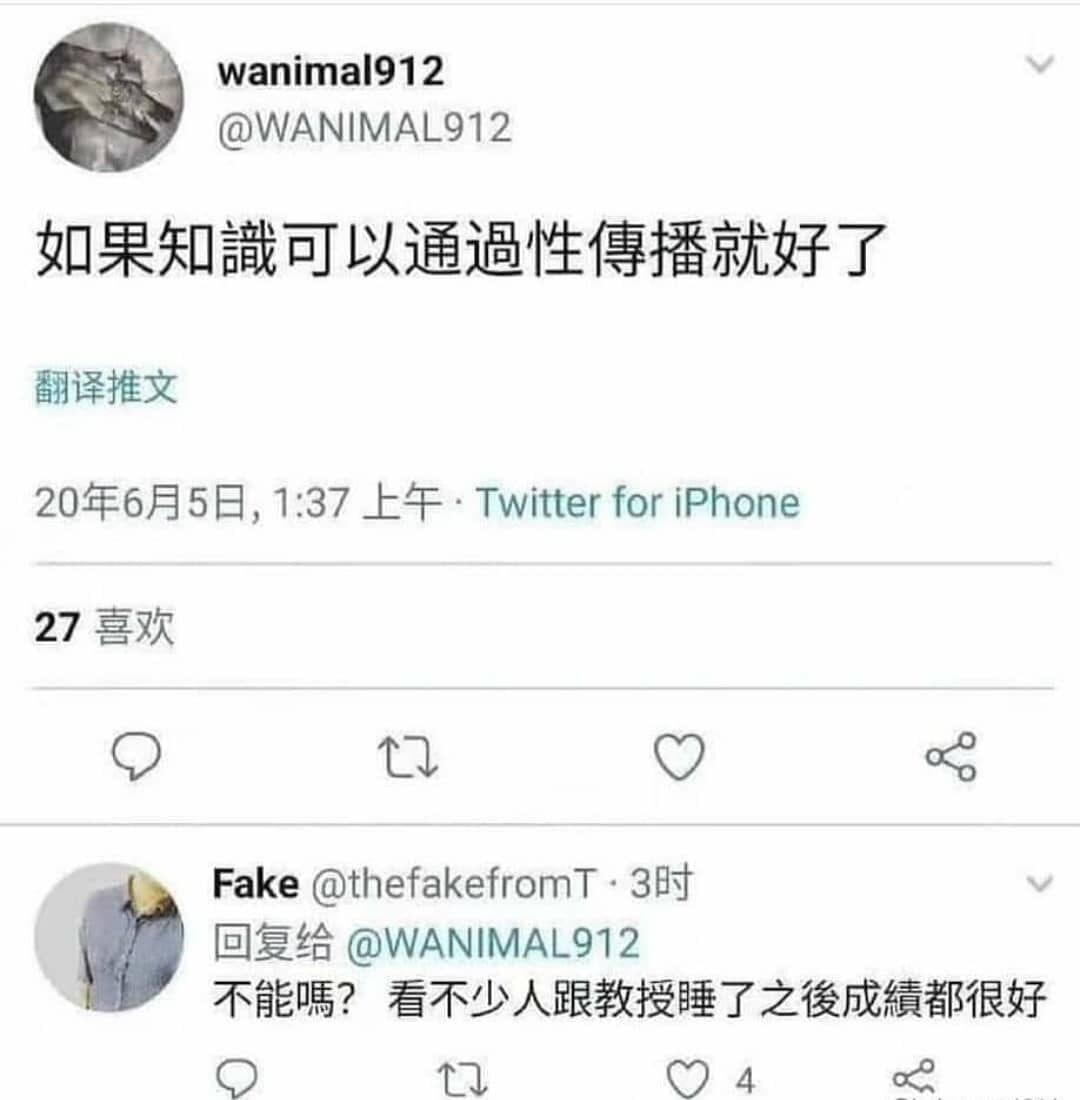 wanimal912
@WANIMAL912
如果知識可以通過性傳播就好了
翻译推文
20年6月5日, 1:37 上午 · Twitter for iPhone
27 喜欢
Fake @thefakefromT · 3时
回复给 @WANIMAL912
不能嗎？ 看不少人跟教授睡了之後成績都很好
4